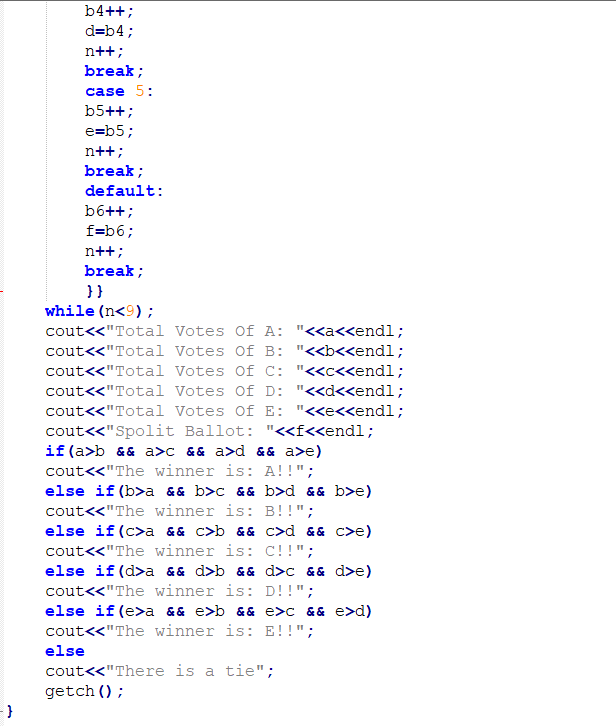 b4++;
d=b4;
n++;
break;
case 5:
b5++;
e=b5;
n++;
break;
default:
b6++;
f=b6;
n++;
break;
}}
while(n<9);
cout<<"Total Votes Of A: "<<a<<endl;
cout<<"Total Votes Of B: "<<b<<endl;
cout<<"Total Votes Of C: "<<c<<endl;
cout<<"Total Votes Of D: "<<d<<endl;
cout<<"Total Votes Of E: "<<e<<endl;
cout<<"Spolit Ballot: "<<f<<endl;
if(a>b && a>c && a>d && a>e)
cout<<"The winner is: A!!";
else if(b>a && b>c && b>d && b>e)
cout<<"The winner is: B!!";
else if(c>a && c>b && c>d && c>e)
cout<<"The winner is: C!!";
else if(d>a && d>b && d>c && d>e)
cout<<"The winner is: D!!";
else if(e>a && e>b && e>c && e>d)
cout<<"The winner is: E!!";
else
cout<<"There is a tie";
getch();
}